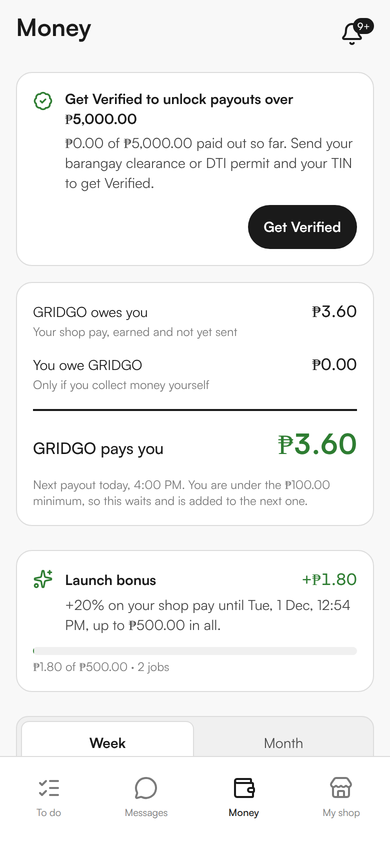 Money
9+
Get Verified to unlock payouts over
₱5,000.00
₱0.00 of ₱5,000.00 paid out so far. Send your
barangay clearance or DTI permit and your TIN
to get Verified.
Get Verified
GRIDGO owes you ₱3.60
Your shop pay, earned and not yet sent
You owe GRIDGO ₱0.00
Only if you collect money yourself
GRIDGO pays you ₱3.60
Next payout today, 4:00 PM. You are under the ₱100.00
minimum, so this waits and is added to the next one.
Launch bonus +₱1.80
+20% on your shop pay until Tue, 1 Dec, 12:54
PM, up to ₱500.00 in all.
₱1.80 of ₱500.00 · 2 jobs
Week Month
To do Messages Money My shop